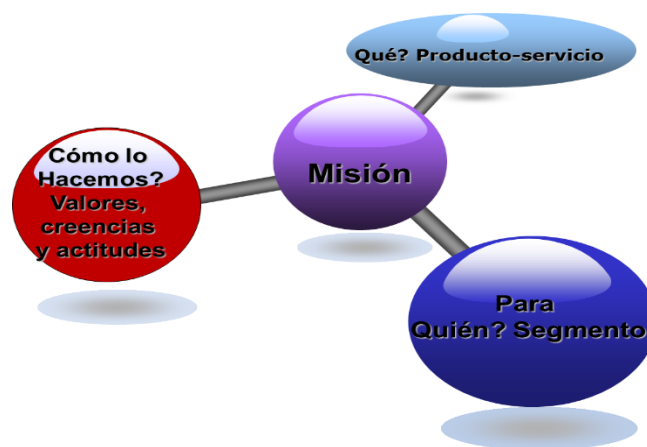 Qué? Producto-servicio
Misión
Cómo lo
Hacemos?
Valores,
creencias
y actitudes
Para
Quién? Segmento